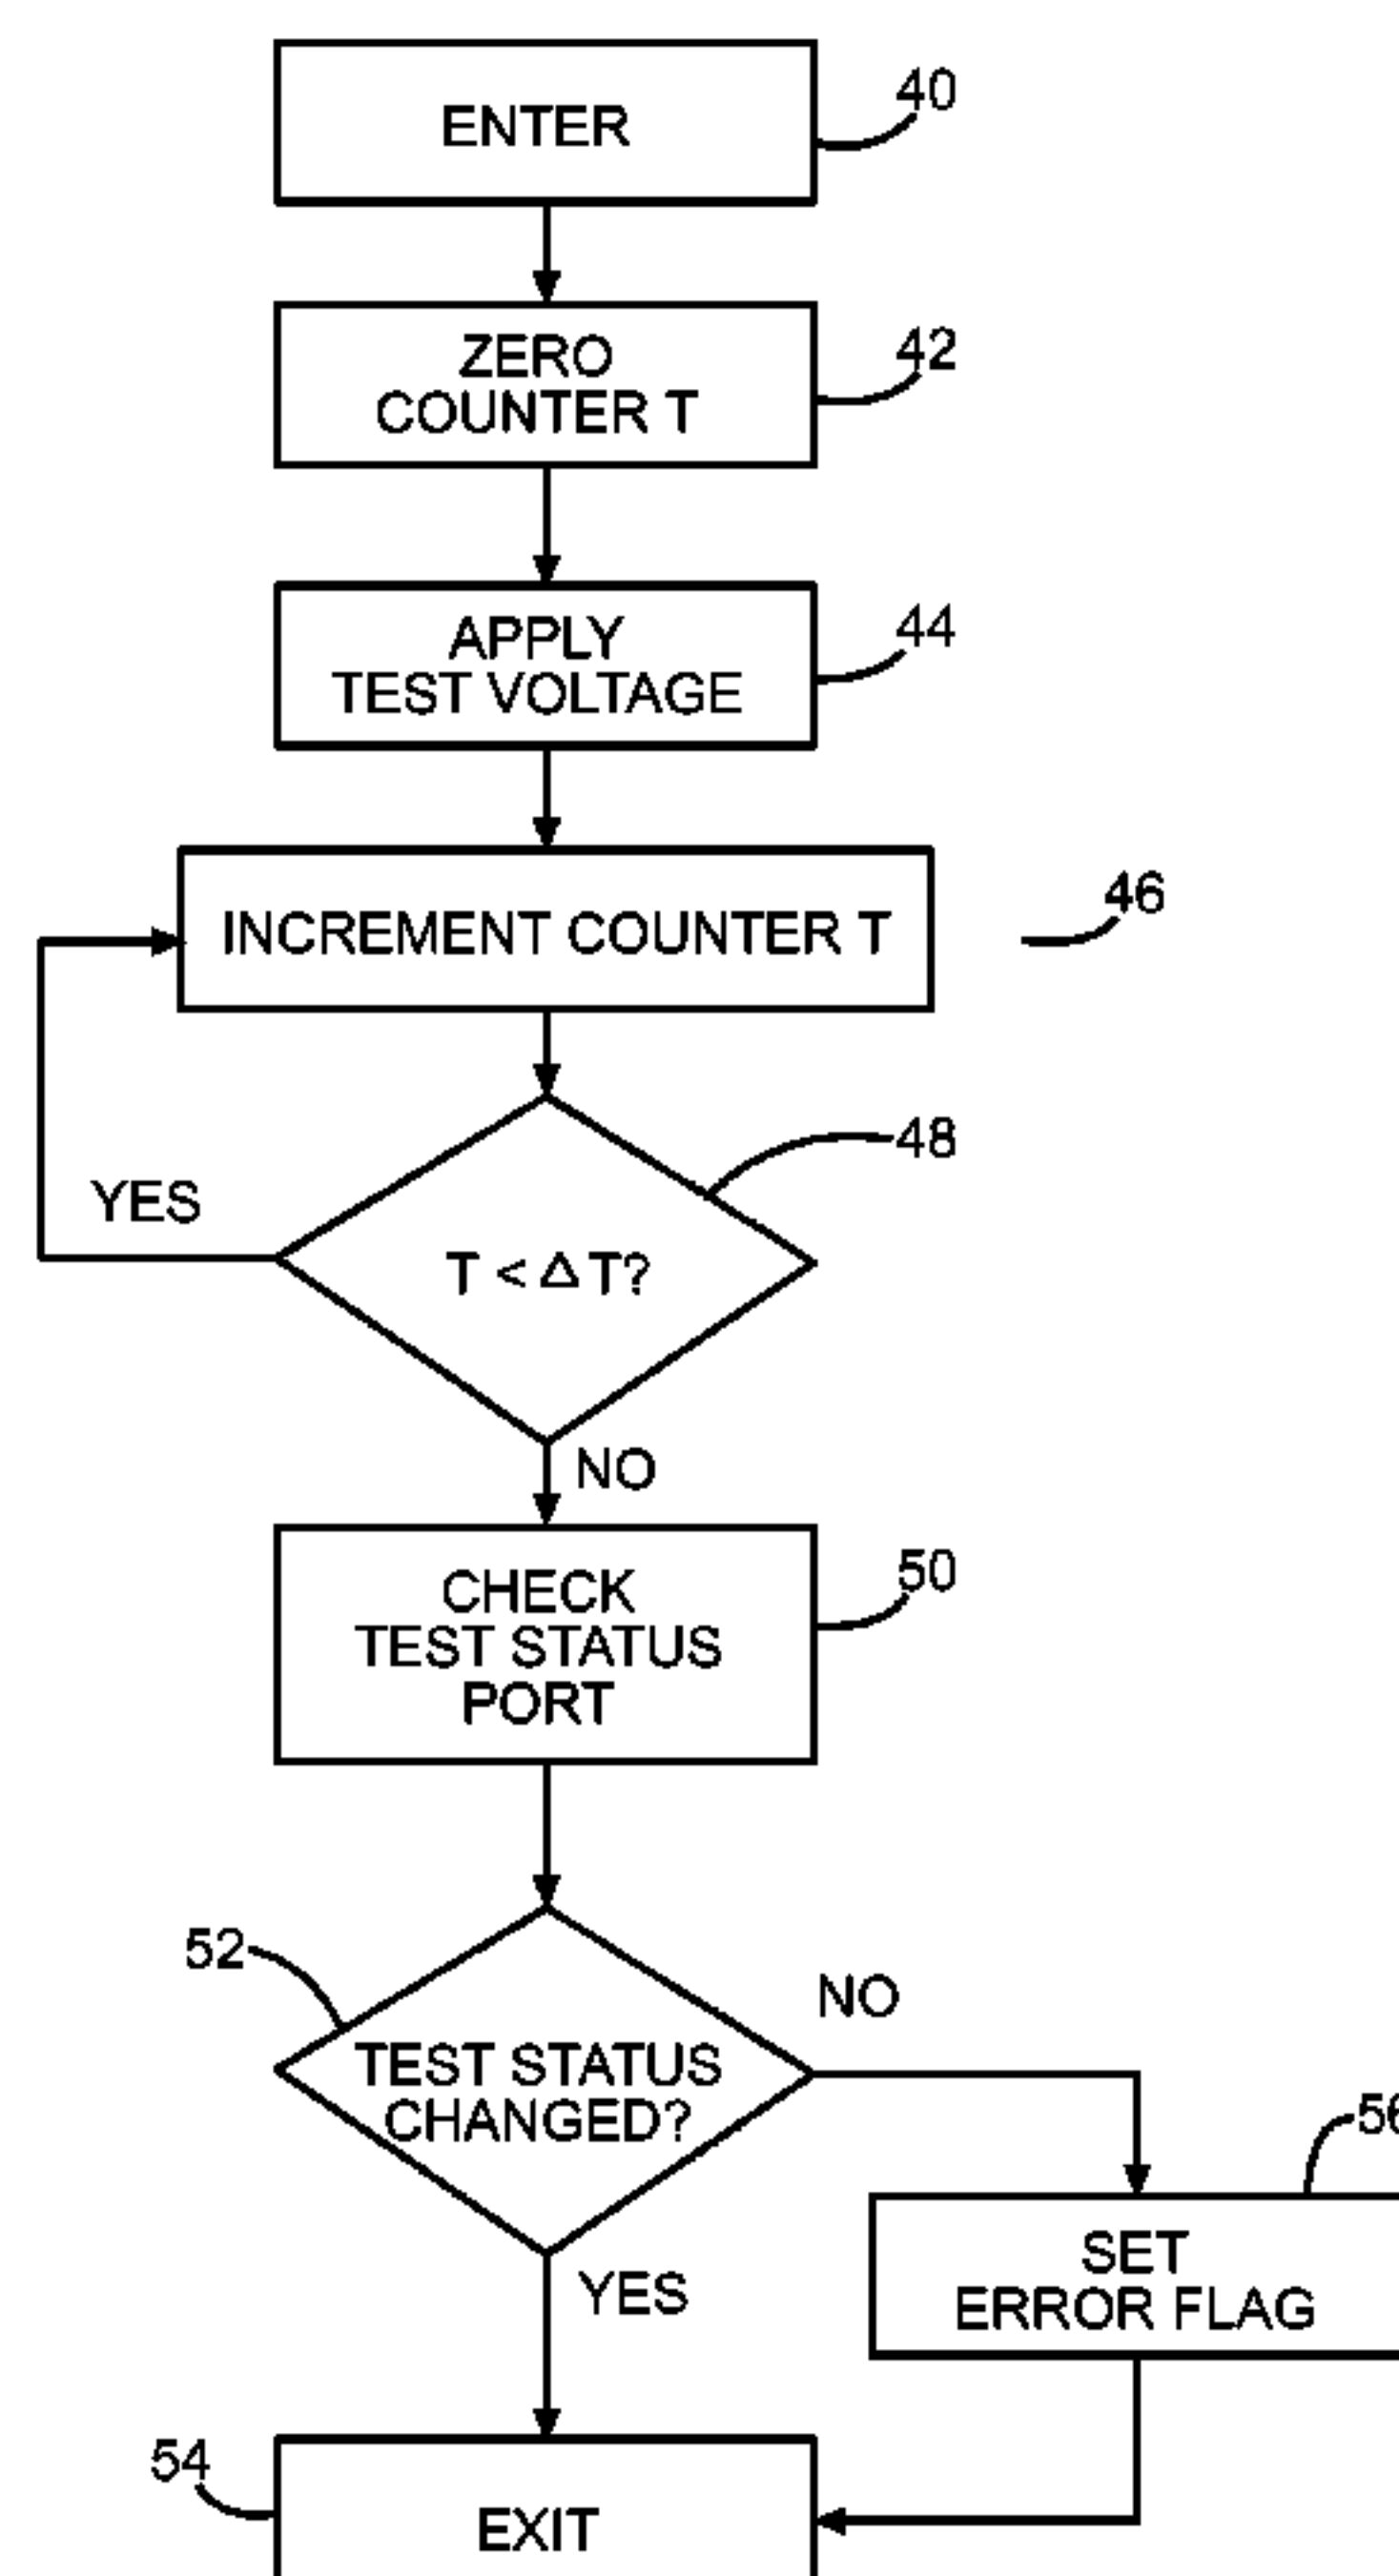 ENTER
40
ZERO
COUNTER T
42
APPLY
TEST VOLTAGE
44
INCREMENT COUNTER T
46
48
YES
T < Δ T?
NO
50
CHECK
TEST STATUS
PORT
52
NO
TEST STATUS
CHANGED?
56
SET
ERROR FLAG
YES
54
EXIT